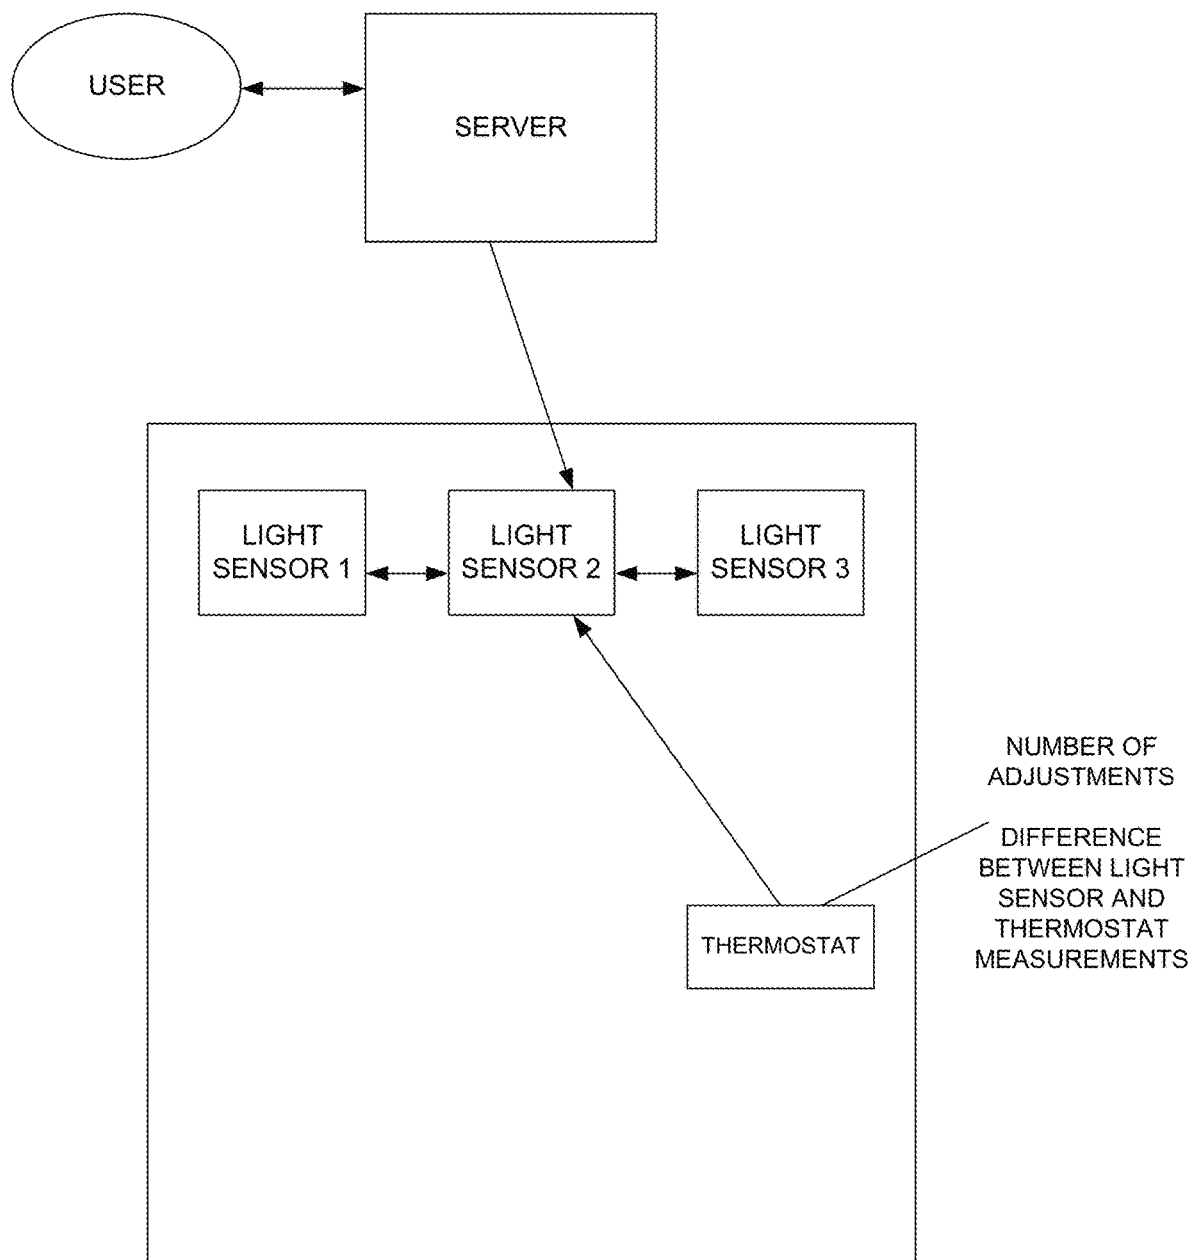 USER
SERVER
LIGHT
SENSOR 1
LIGHT
SENSOR 2
LIGHT
SENSOR 3
NUMBER OF
ADJUSTMENTS
DIFFERENCE
BETWEEN LIGHT
SENSOR AND
THERMOSTAT
MEASUREMENTS
THERMOSTAT